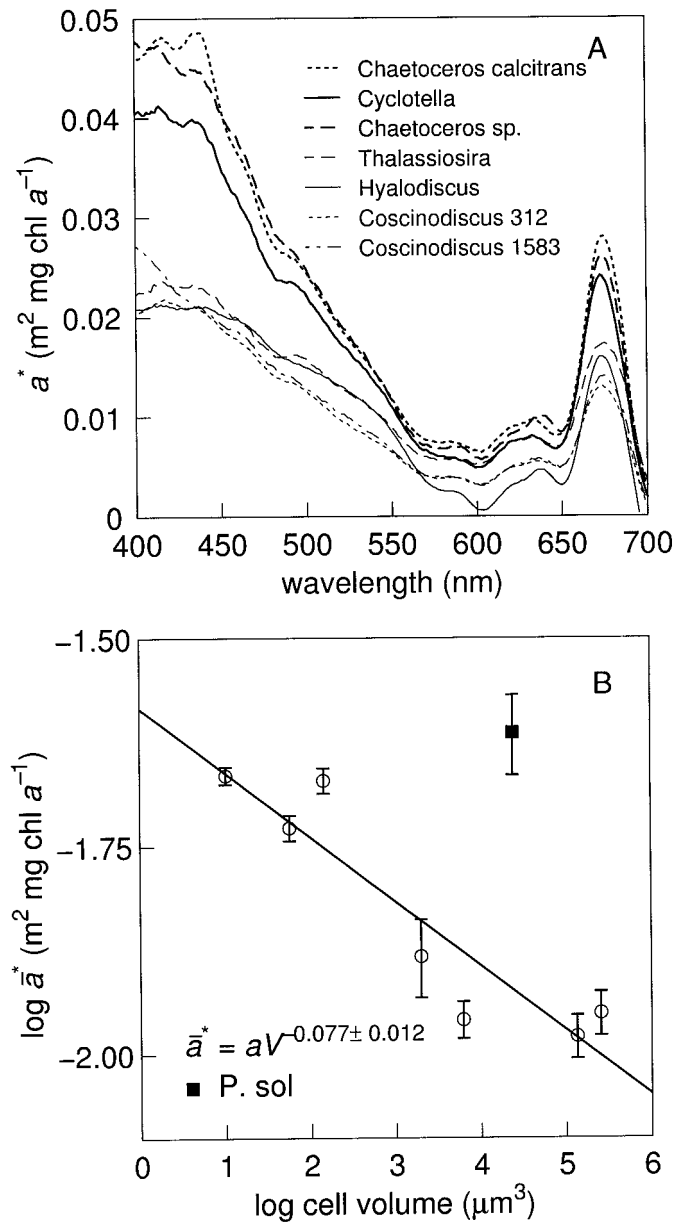 A
0.05
0.04
0.03
0.02
0.01
0
a* (m² mg chl a⁻¹)
Chaetoceros calcitrans
Cyclotella
Chaetoceros sp.
Thalassiosira
Hyalodiscus
Coscinodiscus 312
Coscinodiscus 1583
400 450 500 550 600 650 700
wavelength (nm)
B
−1.50
−1.75
−2.00
log ā* (m² mg chl a⁻¹)
ā* = aV⁻⁰·⁰⁷⁷± ⁰·⁰¹²
■ P. sol
0 1 2 3 4 5 6
log cell volume (μm³)